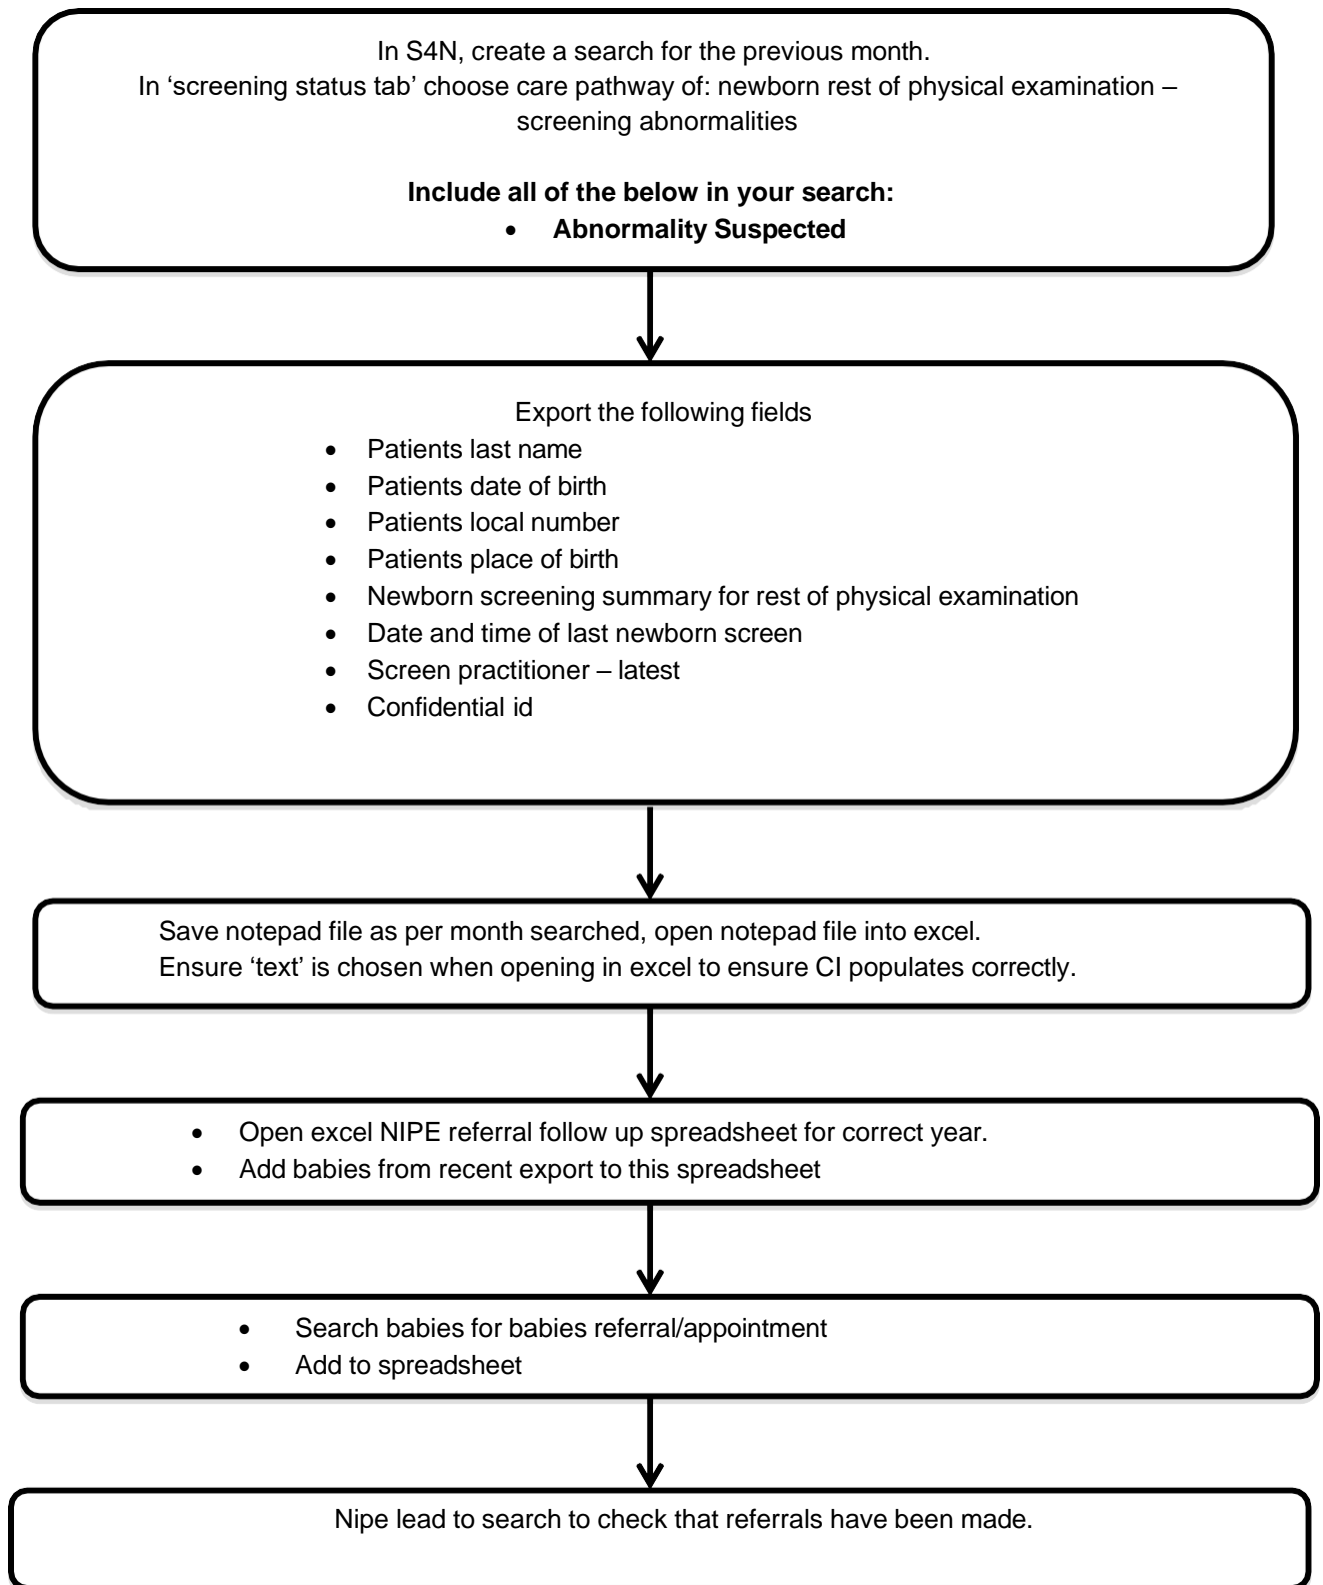 In S4N, create a search for the previous month.
In ‘screening status tab’ choose care pathway of: newborn rest of physical examination –
screening abnormalities
Include all of the below in your search:
• Abnormality Suspected
Export the following fields
• Patients last name
• Patients date of birth
• Patients local number
• Patients place of birth
• Newborn screening summary for rest of physical examination
• Date and time of last newborn screen
• Screen practitioner – latest
• Confidential id
Save notepad file as per month searched, open notepad file into excel.
Ensure ‘text’ is chosen when opening in excel to ensure CI populates correctly.
• Open excel NIPE referral follow up spreadsheet for correct year.
• Add babies from recent export to this spreadsheet
• Search babies for babies referral/appointment
• Add to spreadsheet
Nipe lead to search to check that referrals have been made.